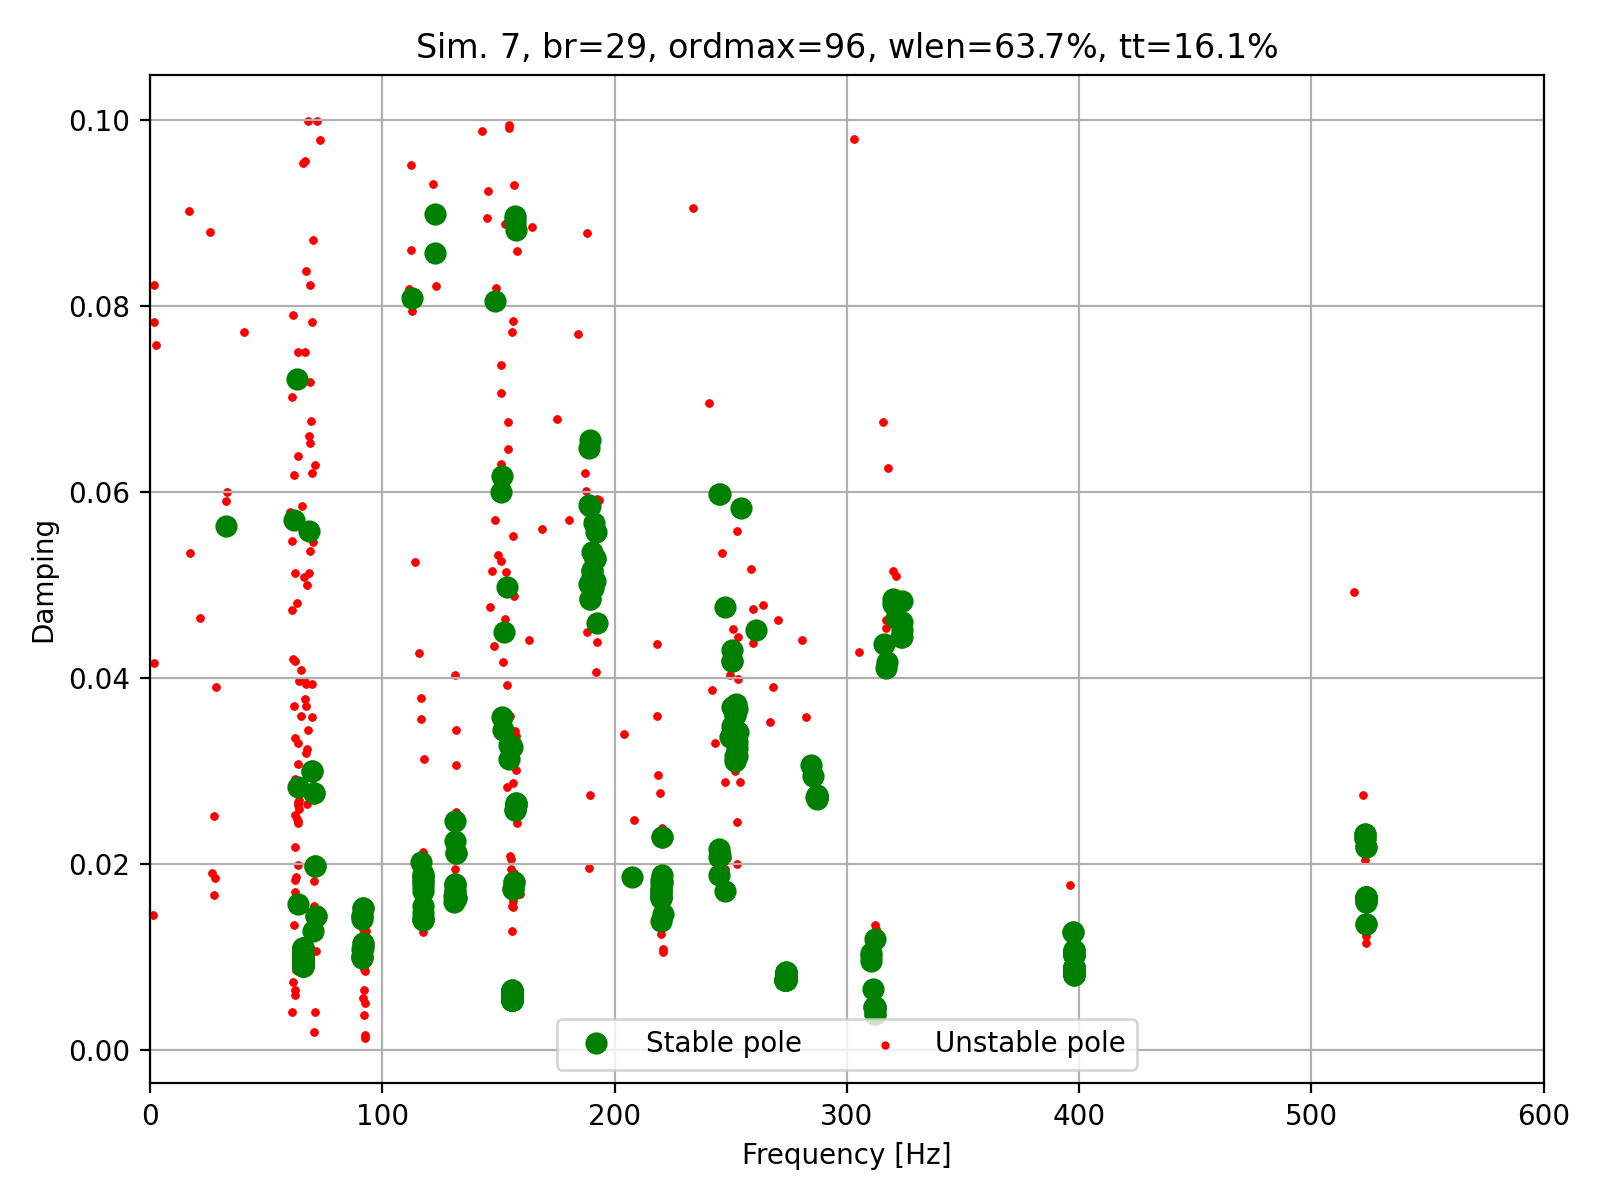 Sim. 7, br=29, ordmax=96, wlen=63.7%, tt=16.1%
0.10
0.08
0.06
0.04
0.02
0.00
Damping
Stable pole Unstable pole
0 100 200 300 400 500 600
Frequency [Hz]